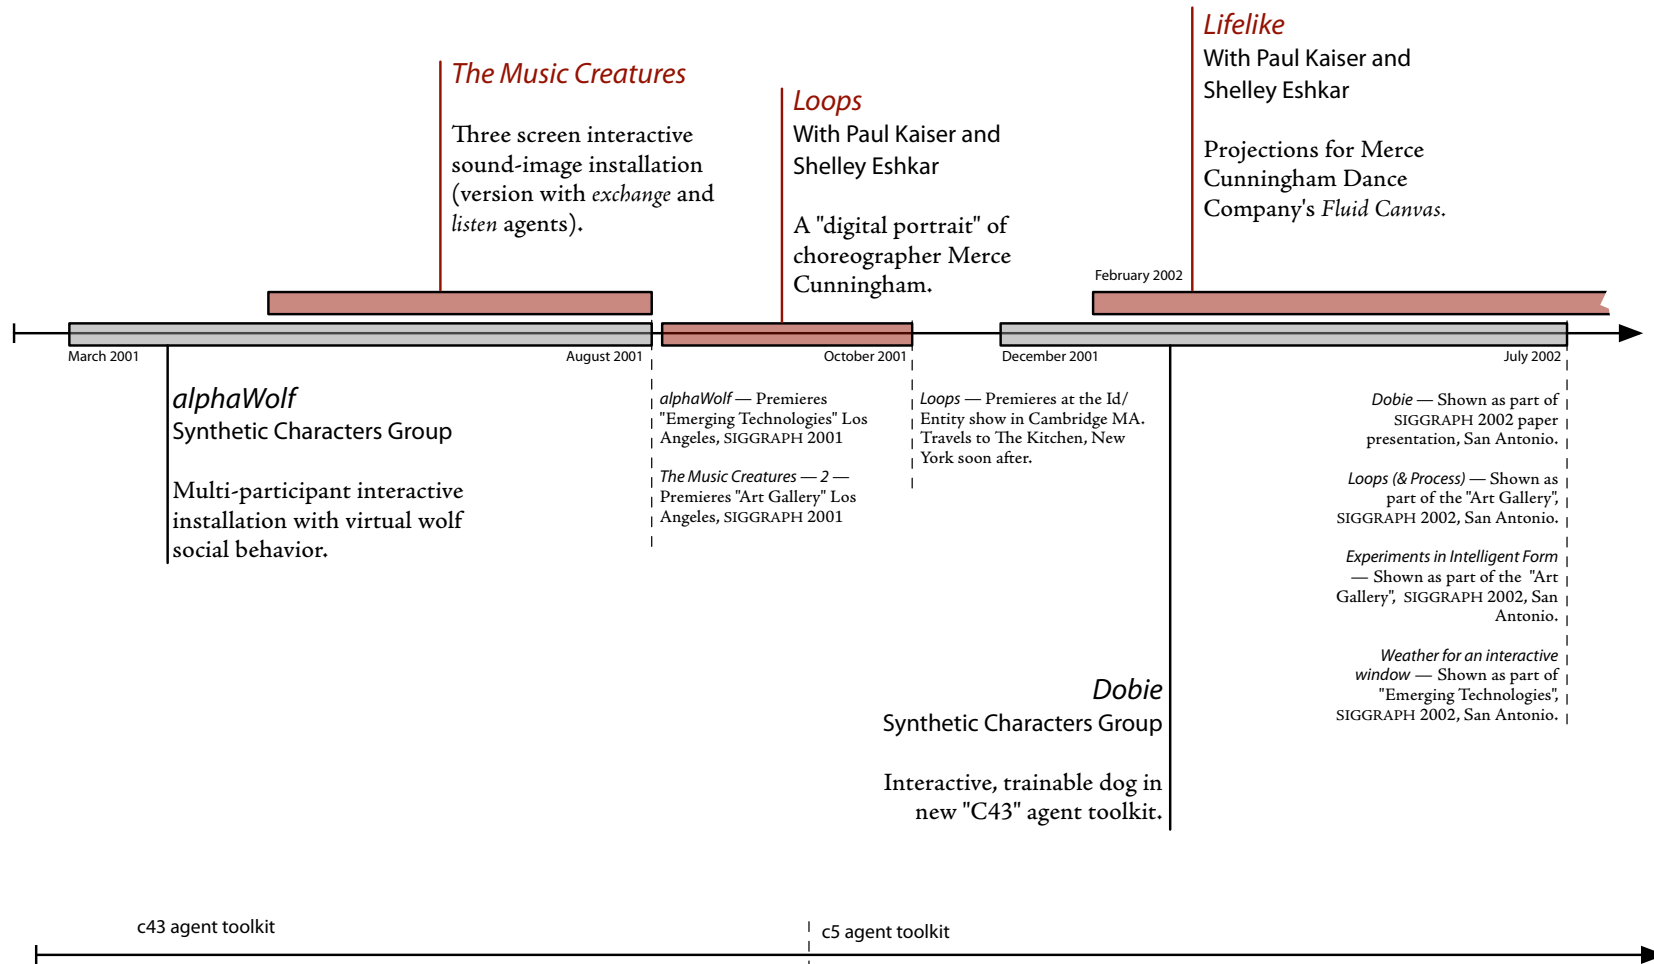 Lifelike
With Paul Kaiser and
Shelley Eshkar
Projections for Merce
Cunningham Dance
Company's Fluid Canvas.
The Music Creatures
Three screen interactive
sound-image installation
(version with exchange and
listen agents).
Loops
With Paul Kaiser and
Shelley Eshkar
A "digital portrait" of
choreographer Merce
Cunningham.
February 2002
March 2001
August 2001
October 2001
December 2001
July 2002
alphaWolf
Synthetic Characters Group
Multi-participant interactive
installation with virtual wolf
social behavior.
alphaWolf — Premieres
"Emerging Technologies" Los
Angeles, SIGGRAPH 2001
The Music Creatures — 2 —
Premieres "Art Gallery" Los
Angeles, SIGGRAPH 2001
Loops — Premieres at the Id/
Entity show in Cambridge MA.
Travels to The Kitchen, New
York soon after.
Dobie — Shown as part of
SIGGRAPH 2002 paper
presentation, San Antonio.
Loops (& Process) — Shown as
part of the "Art Gallery",
SIGGRAPH 2002, San Antonio.
Experiments in Intelligent Form
— Shown as part of the "Art
Gallery", SIGGRAPH 2002, San
Antonio.
Weather for an interactive
window — Shown as part of
"Emerging Technologies",
SIGGRAPH 2002, San Antonio.
Dobie
Synthetic Characters Group
Interactive, trainable dog in
new "C43" agent toolkit.
c43 agent toolkit
c5 agent toolkit